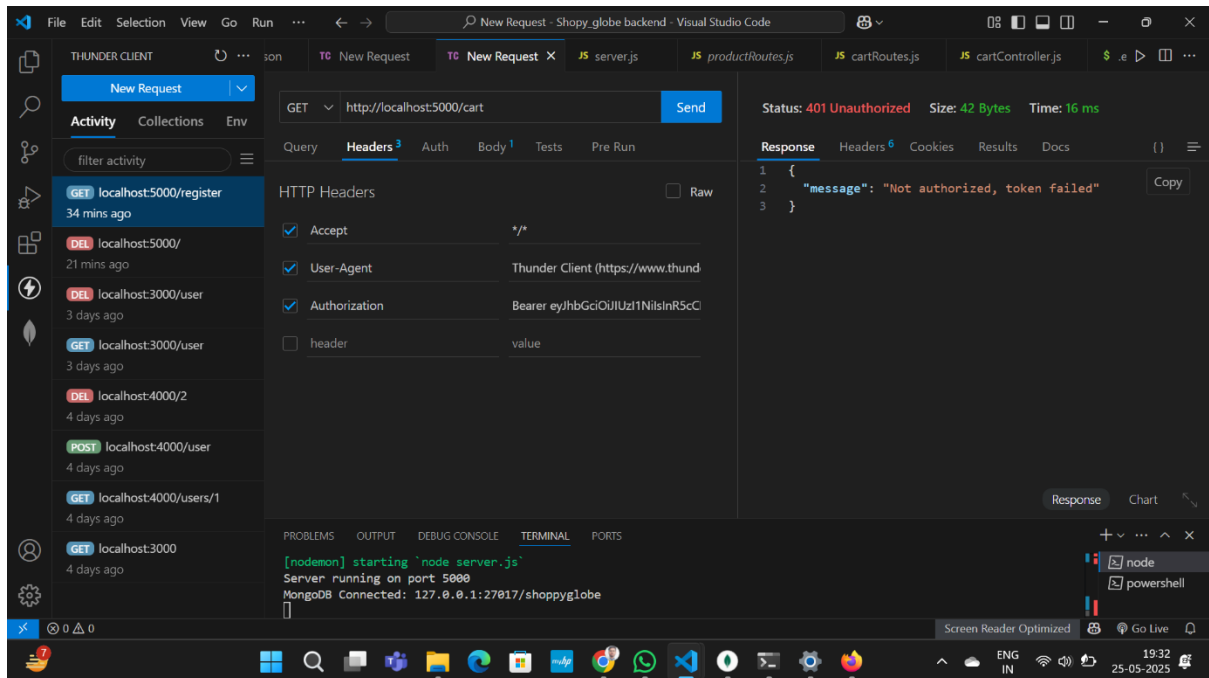 File Edit Selection View Go Run ··· New Request - Shopy_globe backend - Visual Studio Code
THUNDER CLIENT
New Request
Activity Collections Env
filter activity
GET localhost:5000/register
34 mins ago
DEL localhost:5000/
21 mins ago
DEL localhost:3000/user
3 days ago
GET localhost:3000/user
3 days ago
DEL localhost:4000/2
4 days ago
POST localhost:4000/user
4 days ago
GET localhost:4000/users/1
4 days ago
GET localhost:3000
4 days ago
son TC New Request TC New Request JS server.js JS productRoutes.js JS cartRoutes.js JS cartController.js $ .e
GET http://localhost:5000/cart Send
Query Headers 3 Auth Body 1 Tests Pre Run
HTTP Headers Raw
Accept */*
User-Agent Thunder Client (https://www.thund
Authorization Bearer eyJhbGciOiJIUzI1NiIsInR5cC
header value
Status: 401 Unauthorized Size: 42 Bytes Time: 16 ms
Response Headers 6 Cookies Results Docs { }
Copy
1 {
2 "message": "Not authorized, token failed"
3 }
Response Chart
PROBLEMS OUTPUT DEBUG CONSOLE TERMINAL PORTS
[nodemon] starting `node server.js`
Server running on port 5000
MongoDB Connected: 127.0.0.1:27017/shoppyglobe
node
powershell
0 0 Screen Reader Optimized Go Live
7 myhp ENG 19:32
IN 25-05-2025